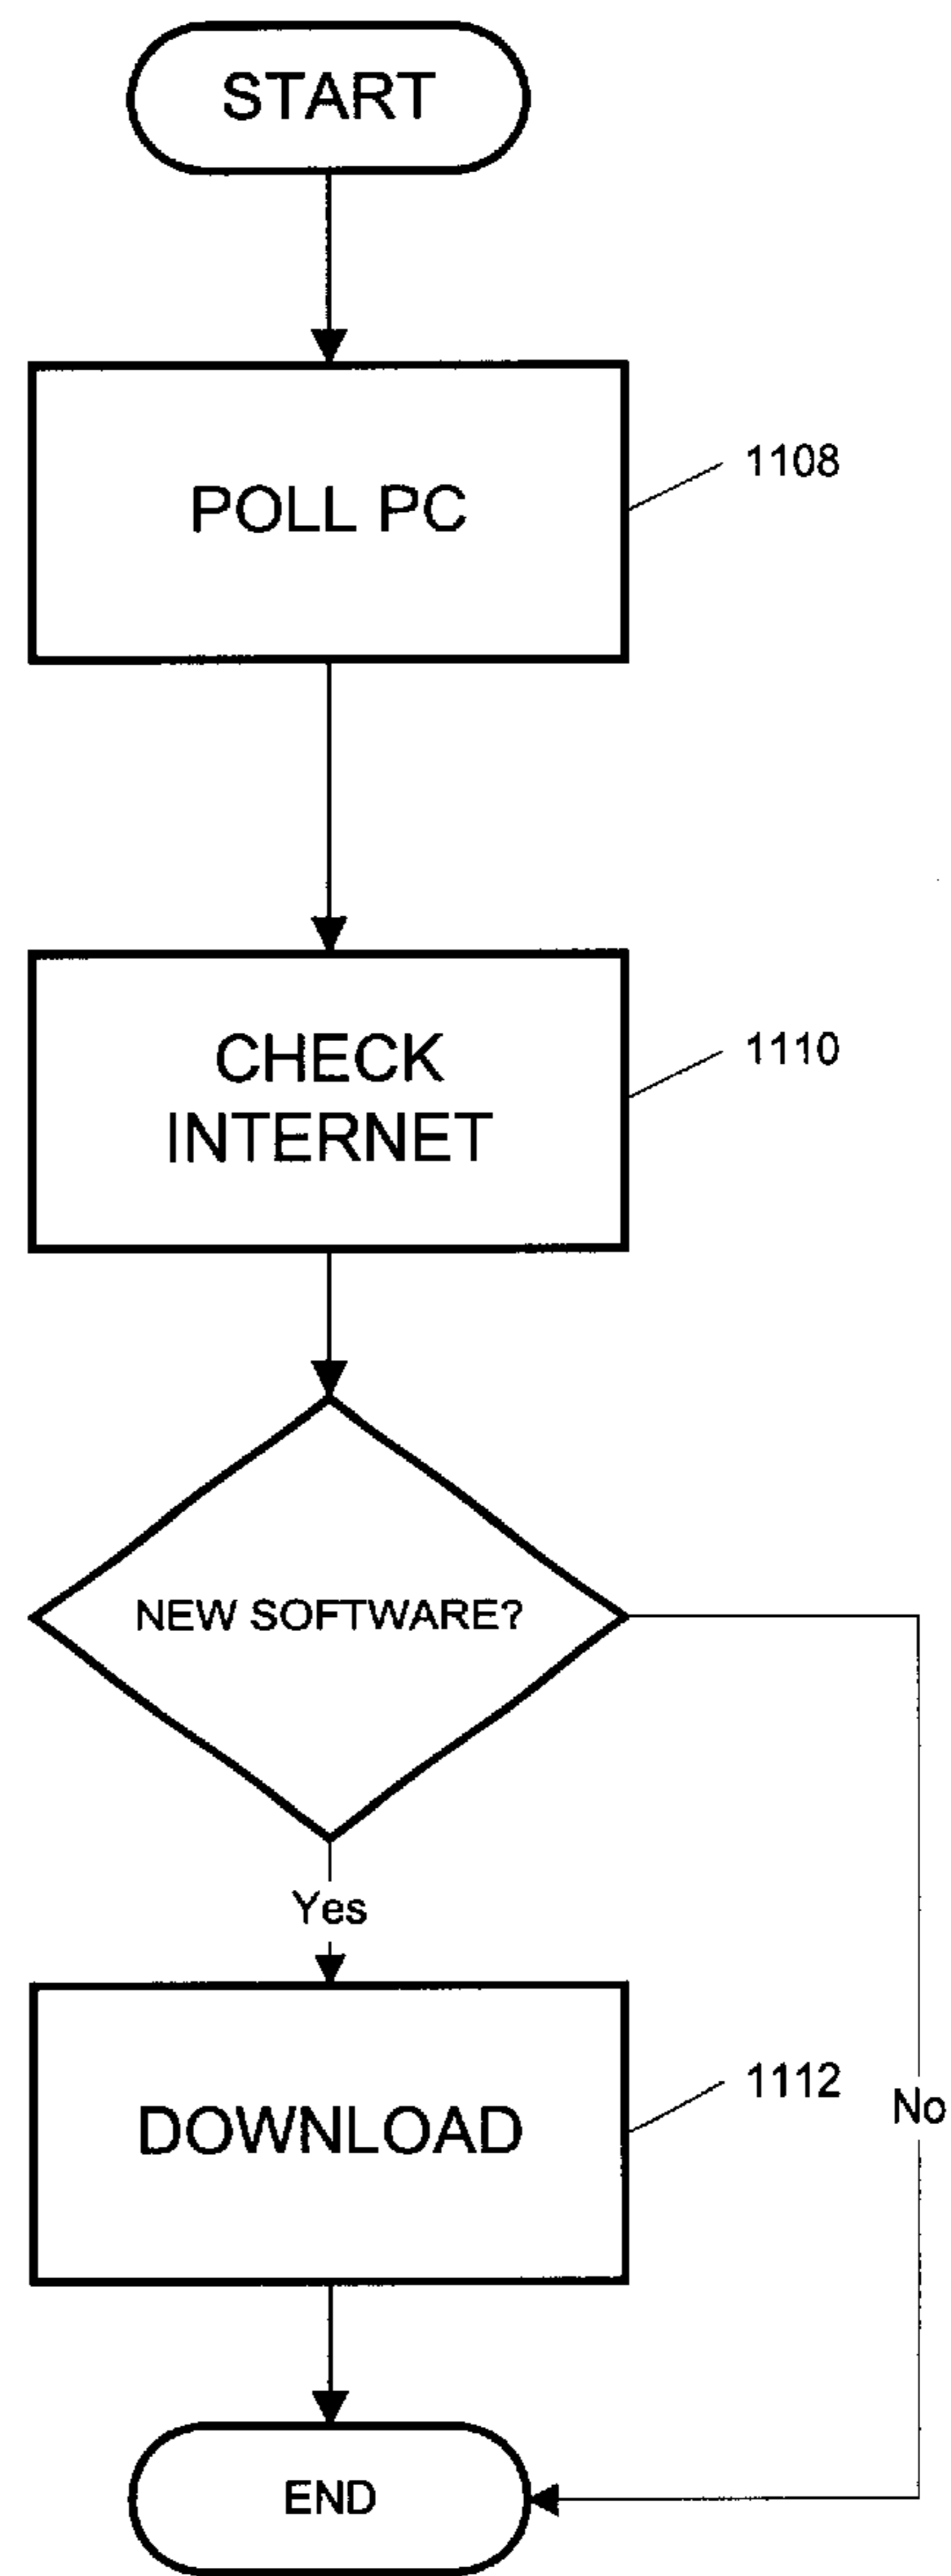 START
POLL PC
1108
CHECK
INTERNET
1110
NEW SOFTWARE?
Yes
DOWNLOAD
1112
No
END